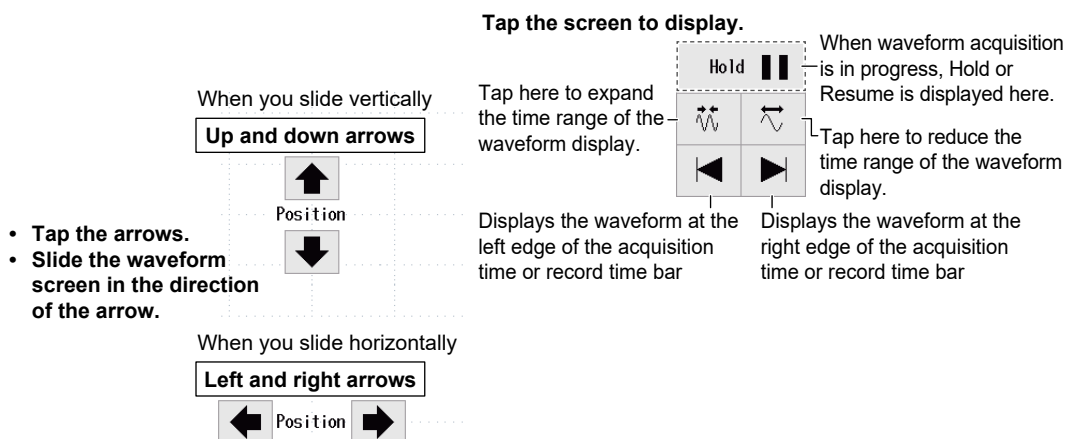 Tap the screen to display.
Hold
When waveform acquisition
is in progress, Hold or
Resume is displayed here.
Tap here to expand
the time range of the
waveform display.
Tap here to reduce the
time range of the waveform
display.
Displays the waveform at the
left edge of the acquisition
time or record time bar
Displays the waveform at the
right edge of the acquisition
time or record time bar
When you slide vertically
Up and down arrows
Position
• Tap the arrows.
• Slide the waveform
screen in the direction
of the arrow.
When you slide horizontally
Left and right arrows
Position